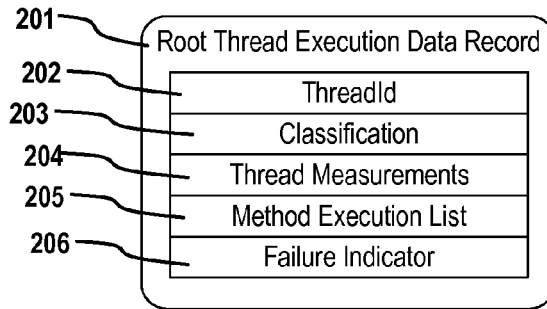 201
Root Thread Execution Data Record
202
ThreadId
203
Classification
204
Thread Measurements
205
Method Execution List
206
Failure Indicator